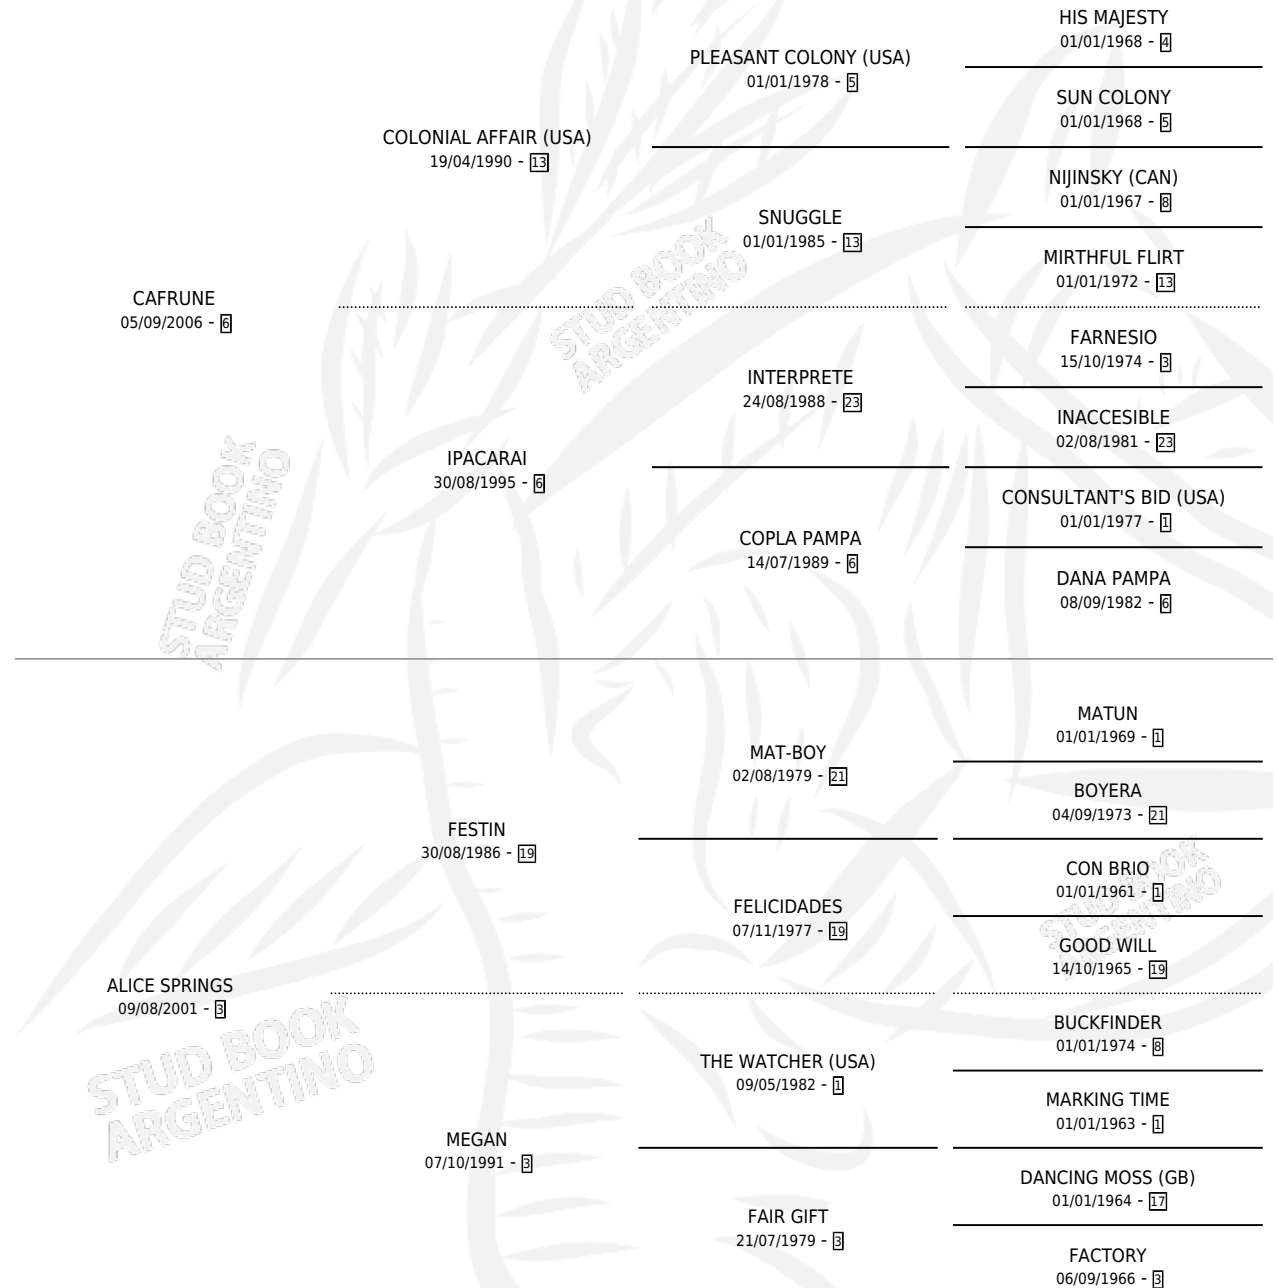 HIS MAJESTY
01/01/1968 - 4
PLEASANT COLONY (USA)
01/01/1978 - 5
SUN COLONY
01/01/1968 - 5
COLONIAL AFFAIR (USA)
19/04/1990 - 13
NIJINSKY (CAN)
01/01/1967 - 8
SNUGGLE
01/01/1985 - 13
MIRTHFUL FLIRT
01/01/1972 - 13
CAFRUNE
05/09/2006 - 6
STUD BOOK
ARGENTINO
FARNESIO
15/10/1974 - 3
INTERPRETE
24/08/1988 - 23
INACCESIBLE
02/08/1981 - 23
IPACARAI
30/08/1995 - 6
CONSULTANT'S BID (USA)
01/01/1977 - 1
COPLA PAMPA
14/07/1989 - 6
DANA PAMPA
08/09/1982 - 6
STUD BOOK
ARGENTINO
MATUN
01/01/1969 - 1
MAT-BOY
02/08/1979 - 21
BOYERA
04/09/1973 - 21
FESTIN
30/08/1986 - 19
CON BRIO
01/01/1961 - 1
FELICIDADES
07/11/1977 - 19
STUD BOOK
ARGENTINO
GOOD WILL
14/10/1965 - 19
ALICE SPRINGS
09/08/2001 - 3
BUCKFINDER
01/01/1974 - 8
THE WATCHER (USA)
09/05/1982 - 1
STUD BOOK
ARGENTINO
MARKING TIME
01/01/1963 - 1
MEGAN
07/10/1991 - 3
DANCING MOSS (GB)
01/01/1964 - 17
FAIR GIFT
21/07/1979 - 3
FACTORY
06/09/1966 - 3